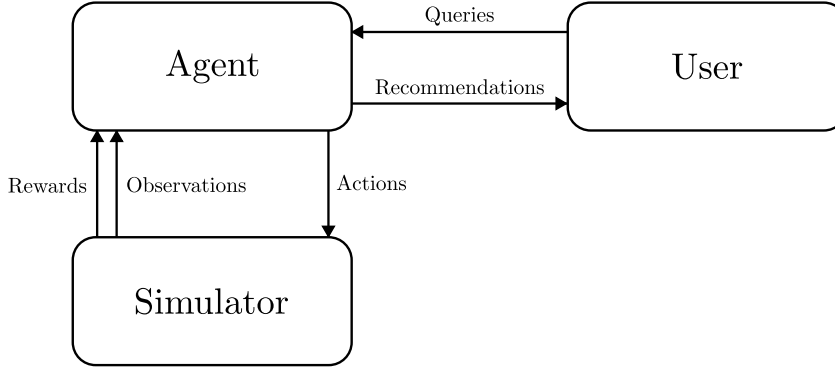 Queries
Agent
User
Recommendations
Rewards
Observations
Actions
Simulator